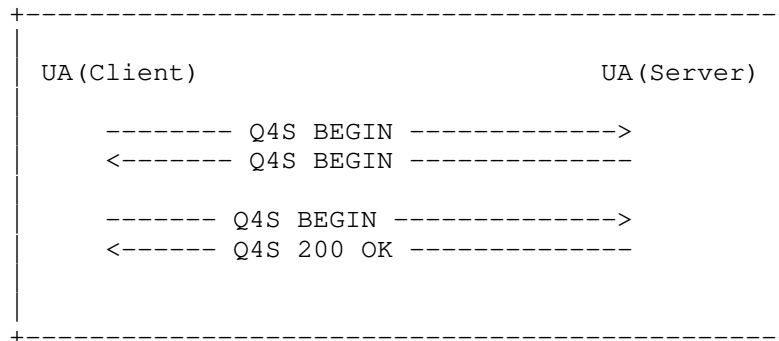 +-----------------------------------------------
|
| UA(Client)                         UA(Server)
|
|     -------- Q4S BEGIN ------------->
|     <------- Q4S BEGIN --------------
|
|     ------- Q4S BEGIN -------------->
|     <------ Q4S 200 OK --------------
|
|
+-----------------------------------------------